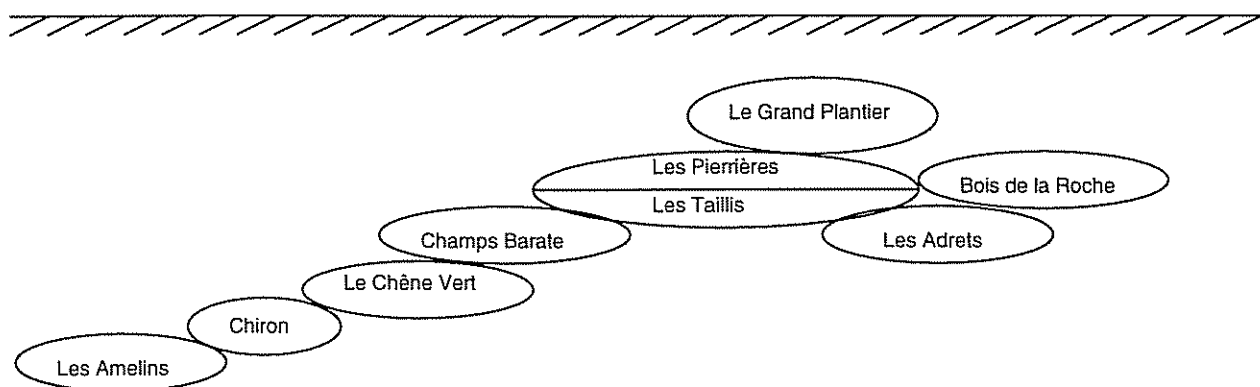 Le Grand Plantier
Les Pierrières
Bois de la Roche
Les Taillis
Champs Barate
Les Adrets
Le Chêne Vert
Chiron
Les Amelins